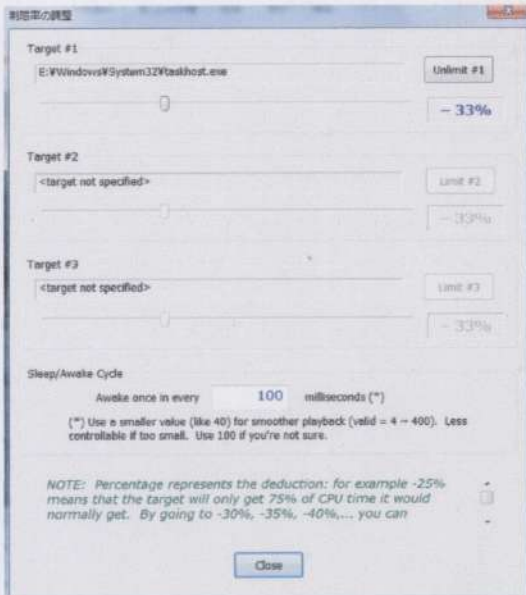 制限率の調整
Target #1
E:¥Windows¥System32¥taskhost.exe
Unlimit #1
−33%
Target #2
<target not specified>
Limit #2
−33%
Target #3
<target not specified>
Limit #3
−33%
Sleep/Awake Cycle
Awake once in every 100 milliseconds (*)
(*) Use a smaller value (like 40) for smoother playback (valid = 4 − 400). Less
controllable if too small. Use 100 if you're not sure.
NOTE: Percentage represents the deduction: for example -25%
means that the target will only get 75% of CPU time it would
normally get. By going to -30%, -35%, -40%,... you can
Close